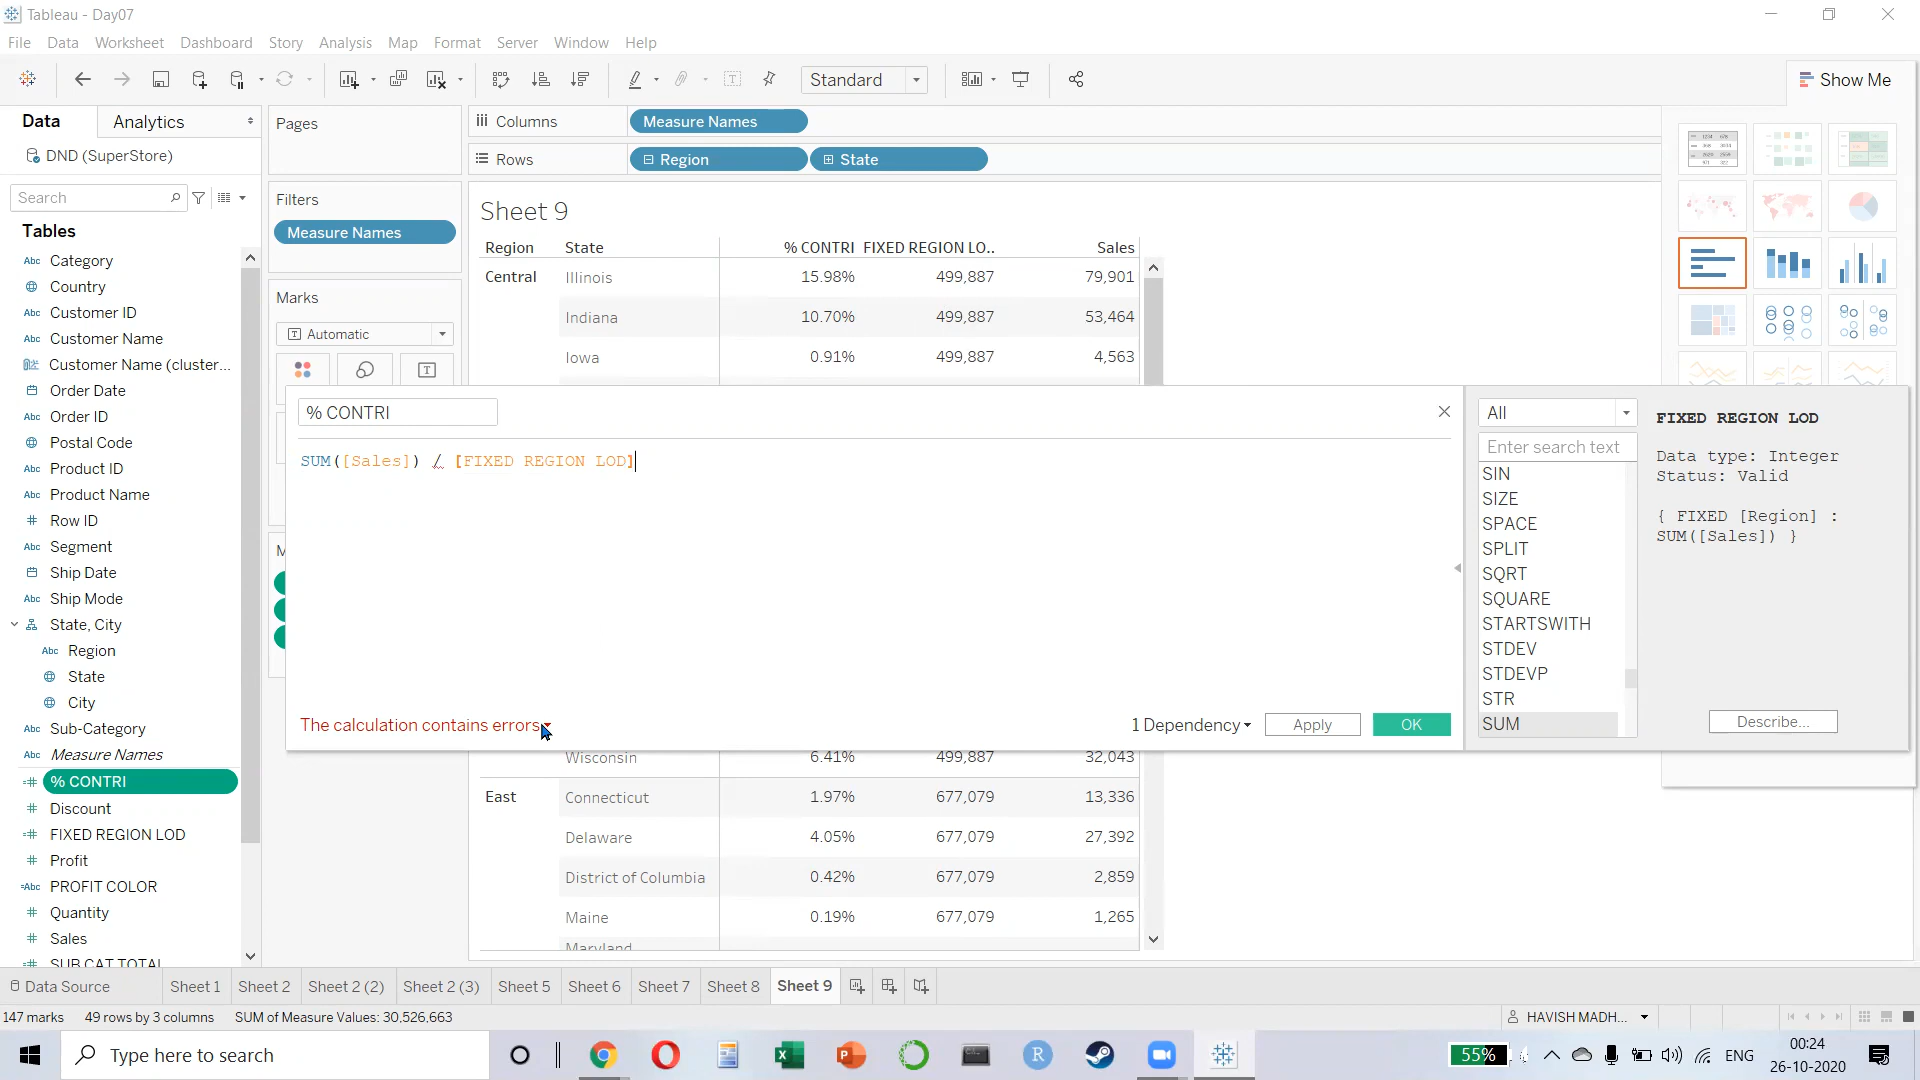 Tableau - Day07
File Data Worksheet Dashboard Story Analysis Map Format Server Window Help
Standard
Show Me
Data Analytics
DND (SuperStore)
Search
Tables
Abc Category
Country
Abc Customer ID
Abc Customer Name
Customer Name (cluster...
Order Date
Abc Order ID
Postal Code
Abc Product ID
Abc Product Name
# Row ID
Abc Segment
Ship Date
Abc Ship Mode
State, City
Abc Region
State
City
Abc Sub-Category
Abc Measure Names
=# % CONTRI
# Discount
=# FIXED REGION LOD
# Profit
=Abc PROFIT COLOR
# Quantity
# Sales
=# SUB CAT TOTAL
Pages
Filters
Measure Names
Marks
Automatic
M
Columns Measure Names
Rows Region State
Sheet 9
Region State % CONTRI FIXED REGION LO.. Sales
Central Illinois 15.98% 499,887 79,901
Indiana 10.70% 499,887 53,464
Iowa 0.91% 499,887 4,563
% CONTRI
SUM([Sales]) / [FIXED REGION LOD]
The calculation contains errors
1 Dependency Apply OK
All
Enter search text
SIN
SIZE
SPACE
SPLIT
SQRT
SQUARE
STARTSWITH
STDEV
STDEVP
STR
SUM
FIXED REGION LOD
Data type: Integer
Status: Valid
{ FIXED [Region] :
SUM([Sales]) }
Describe...
Wisconsin 6.41% 499,887 32,043
East Connecticut 1.97% 677,079 13,336
Delaware 4.05% 677,079 27,392
District of Columbia 0.42% 677,079 2,859
Maine 0.19% 677,079 1,265
Maryland
Data Source Sheet 1 Sheet 2 Sheet 2 (2) Sheet 2 (3) Sheet 5 Sheet 6 Sheet 7 Sheet 8 Sheet 9
147 marks 49 rows by 3 columns SUM of Measure Values: 30,526,663
HAVISH MADH...
Type here to search
55%
ENG
00:24
26-10-2020